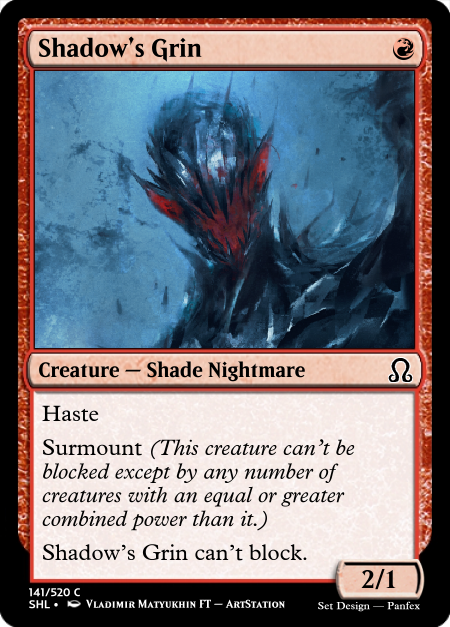 Shadow's Grin
Creature — Shade Nightmare
Haste
Surmount (This creature can't be
blocked except by any number of
creatures with an equal or greater
combined power than it.)
Shadow's Grin can't block.
2/1
141/520 C
SHL • Vladimir Matyukhin FT — ArtStation
Set Design — Panfex